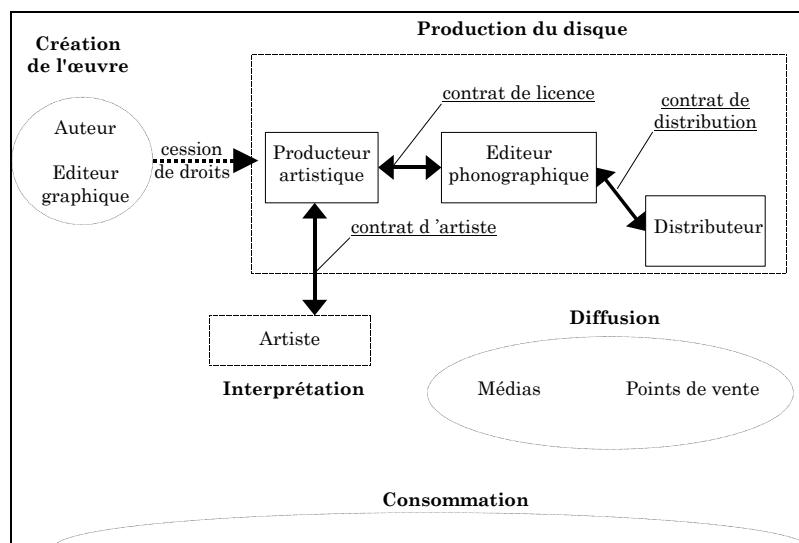 Production du disque
Création
de l'œuvre
contrat de licence
contrat de
distribution
Auteur
Editeur
graphique
cession
de droits
Producteur
artistique
Editeur
phonographique
Distributeur
contrat d 'artiste
Artiste
Interprétation
Diffusion
Médias
Points de vente
Consommation